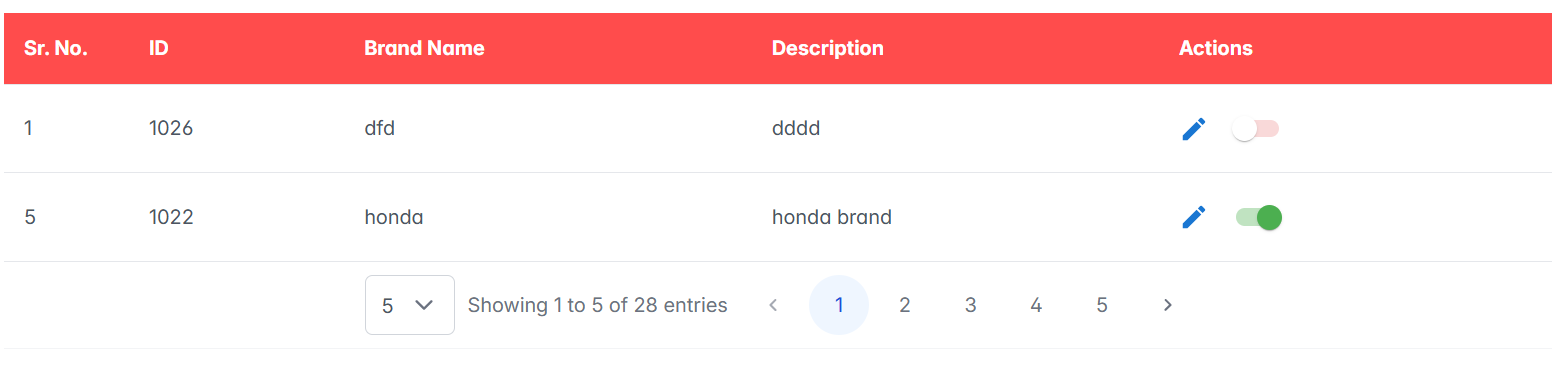 Sr. No. ID Brand Name Description Actions
1 1026 dfd dddd
5 1022 honda honda brand
5 Showing 1 to 5 of 28 entries 1 2 3 4 5